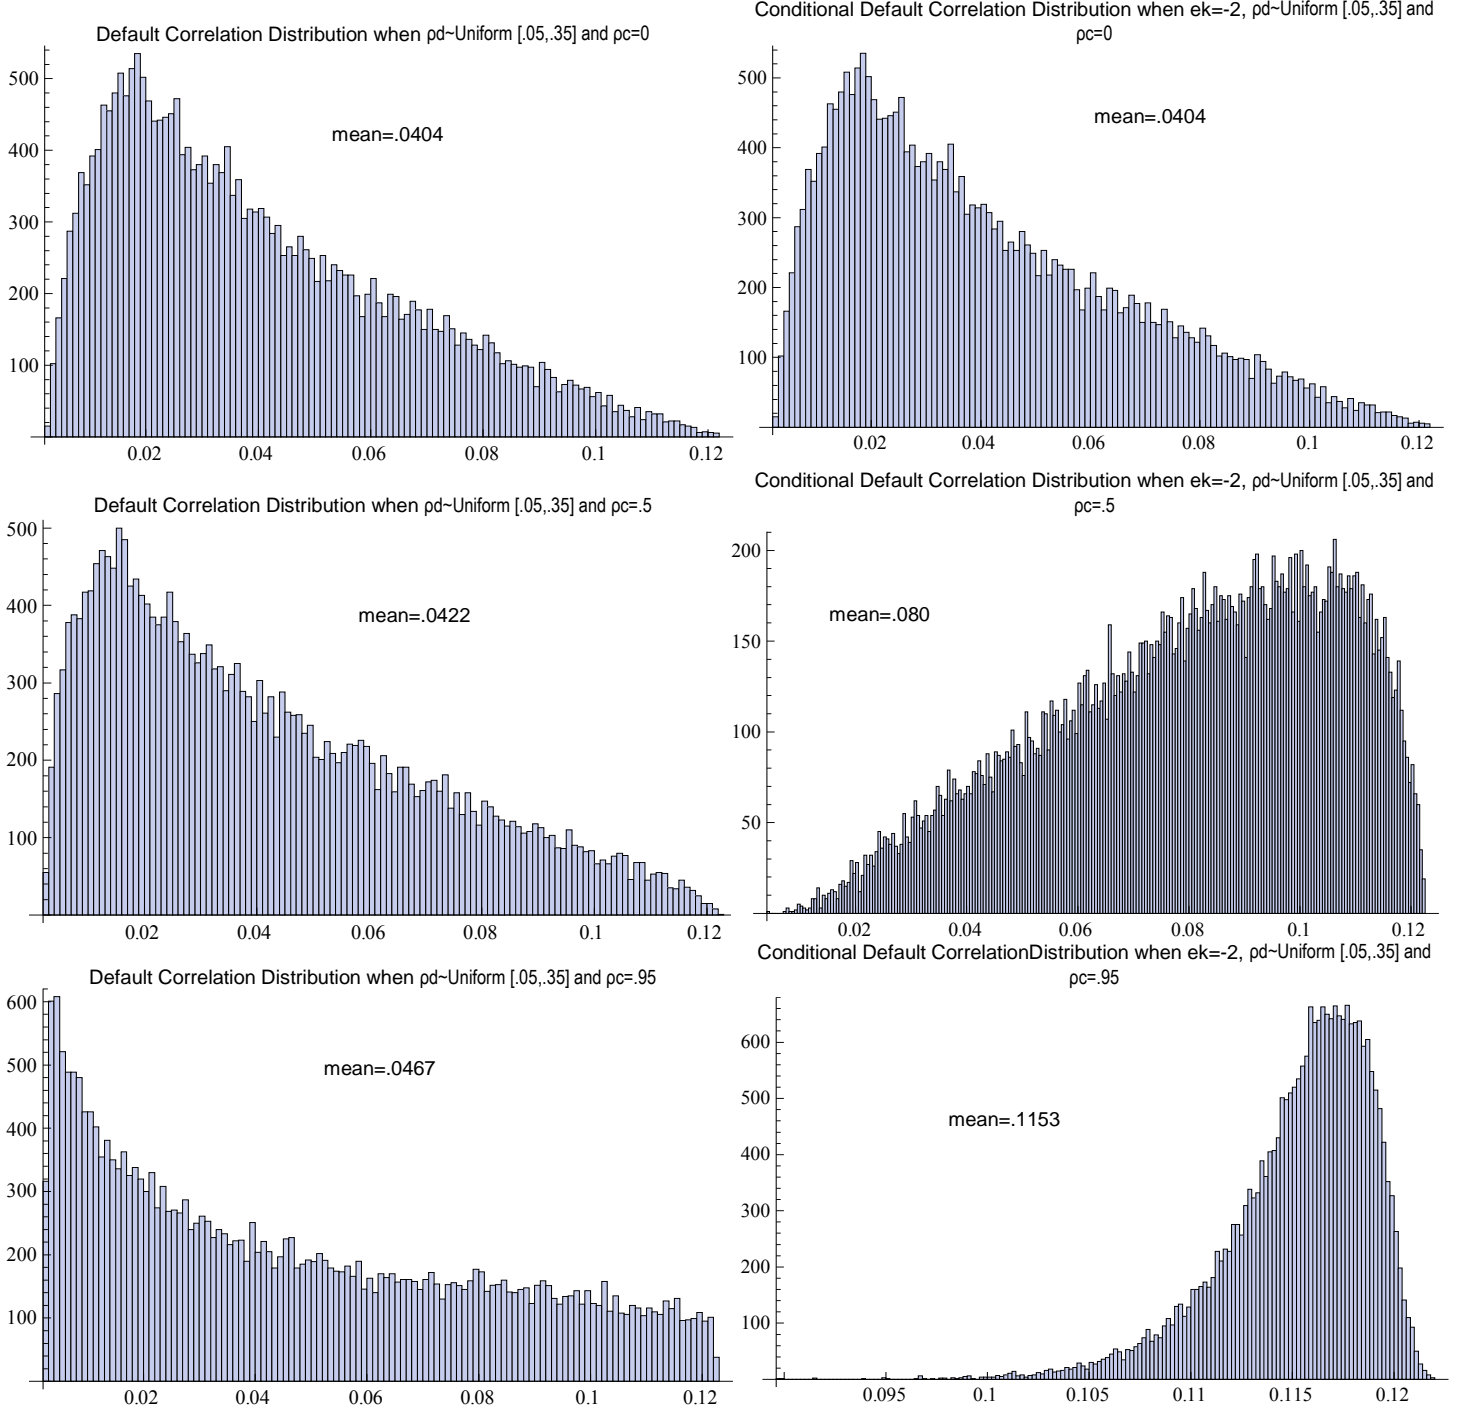 Default Correlation Distribution when ρd~Uniform [.05,.35] and ρc=0
500
400
300
200
100
mean=.0404
0.02 0.04 0.06 0.08 0.1 0.12
Conditional Default Correlation Distribution when ek=-2, ρd~Uniform [.05,.35] and
ρc=0
500
400
300
200
100
mean=.0404
0.02 0.04 0.06 0.08 0.1 0.12
Default Correlation Distribution when ρd~Uniform [.05,.35] and ρc=.5
500
400
300
200
100
mean=.0422
0.02 0.04 0.06 0.08 0.1 0.12
Conditional Default Correlation Distribution when ek=-2, ρd~Uniform [.05,.35] and
ρc=.5
200
150
100
50
mean=.080
0.02 0.04 0.06 0.08 0.1 0.12
Default Correlation Distribution when ρd~Uniform [.05,.35] and ρc=.95
600
500
400
300
200
100
mean=.0467
0.02 0.04 0.06 0.08 0.1 0.12
Conditional Default CorrelationDistribution when ek=-2, ρd~Uniform [.05,.35] and
ρc=.95
600
500
400
300
200
100
mean=.1153
0.095 0.1 0.105 0.11 0.115 0.12